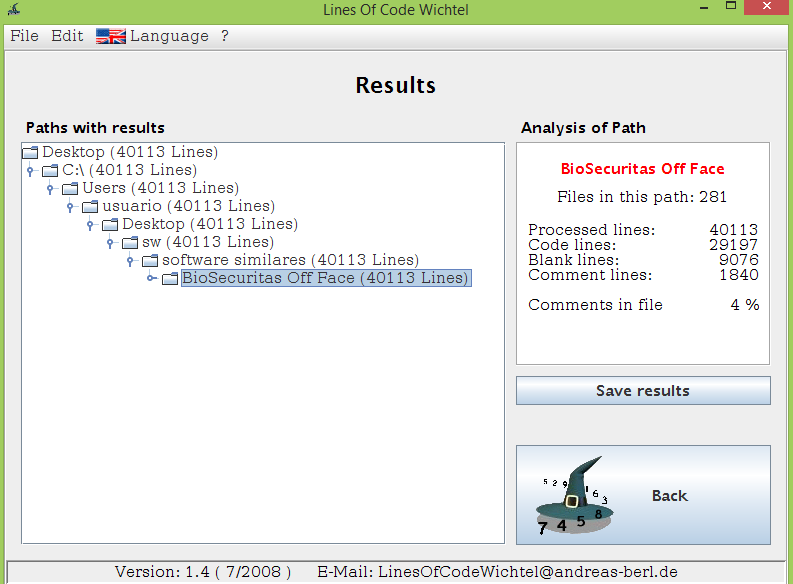 Lines Of Code Wichtel
File Edit Language ?
Results
Paths with results
Desktop (40113 Lines)
C:\ (40113 Lines)
Users (40113 Lines)
usuario (40113 Lines)
Desktop (40113 Lines)
sw (40113 Lines)
software similares (40113 Lines)
BioSecuritas Off Face (40113 Lines)
Analysis of Path
BioSecuritas Off Face
Files in this path: 281
Processed lines: 40113
Code lines: 29197
Blank lines: 9076
Comment lines: 1840
Comments in file 4 %
Save results
5 2 9 1 6 3
7 4 5 8
Back
Version: 1.4 ( 7/2008 ) E-Mail: LinesOfCodeWichtel@andreas-berl.de